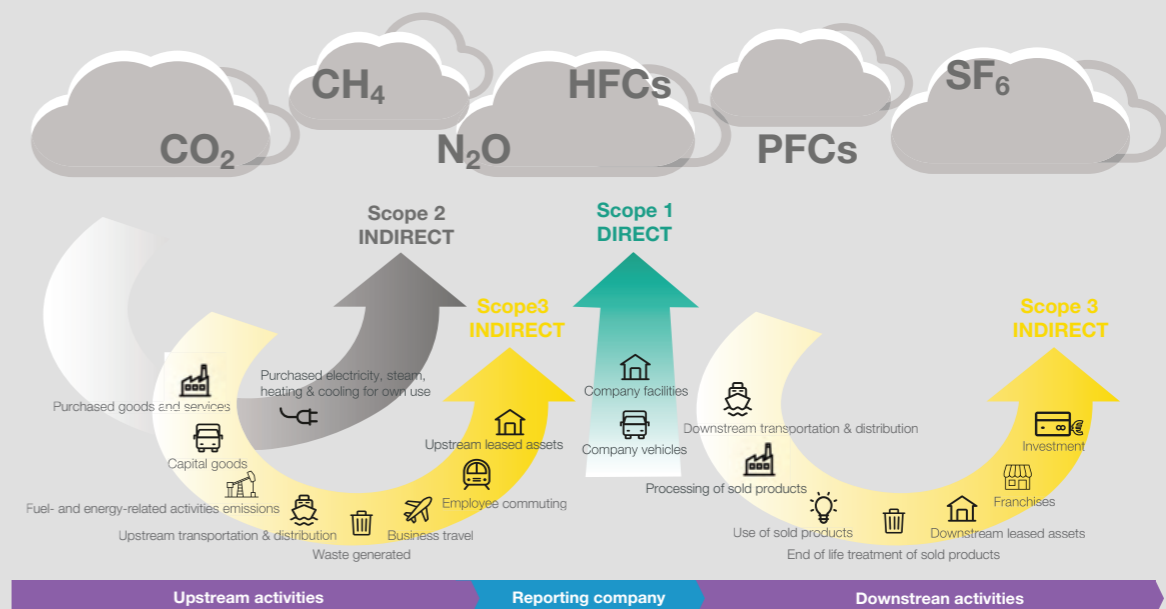 CH₄
HFCs
SF₆
CO₂
N₂O
PFCs
Scope 2
INDIRECT
Scope 1
DIRECT
Scope3
INDIRECT
Scope 3
INDIRECT
Purchased goods and services
Purchased electricity, steam,
heating & cooling for own use
Capital goods
Fuel- and energy-related activities emissions
Upstream transportation & distribution
Waste generated
Business travel
Employee commuting
Upstream leased assets
Company facilities
Company vehicles
Downstream transportation & distribution
Processing of sold products
Use of sold products
End of life treatment of sold products
Downstream leased assets
Franchises
Investment
Upstream activities
Reporting company
Downstrean activities